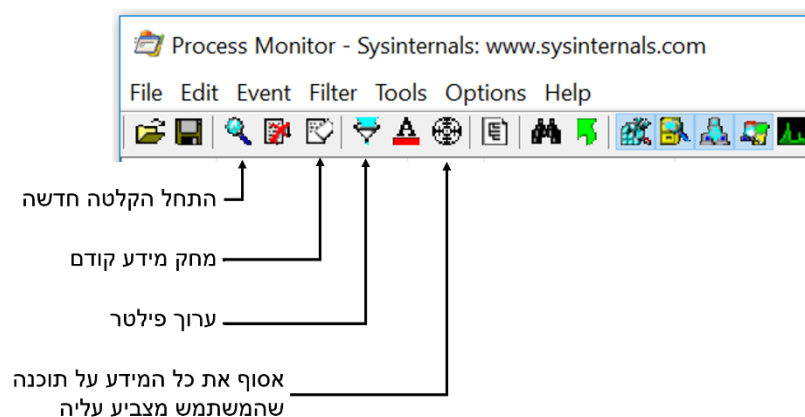 Process Monitor - Sysinternals: www.sysinternals.com
File Edit Event Filter Tools Options Help
התחל הקלטה חדשה
מחק מידע קודם
ערוך פילטר
אסוף את כל המידע על תוכנה
שהמשתמש מצביע עליה